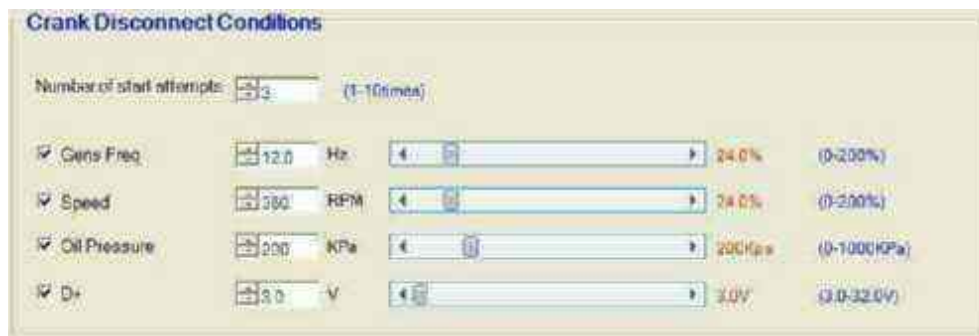 Crank Disconnect Conditions
Number of start attempts 3 (1-10times)
Gens Freq 12.0 Hz 24.0% (0-200%)
Speed 360 RPM 24.0% (0-200%)
Oil Pressure 200 KPa 200Kpa (0-1000KPa)
D+ 3.0 V 3.0V (3.0-32.0V)